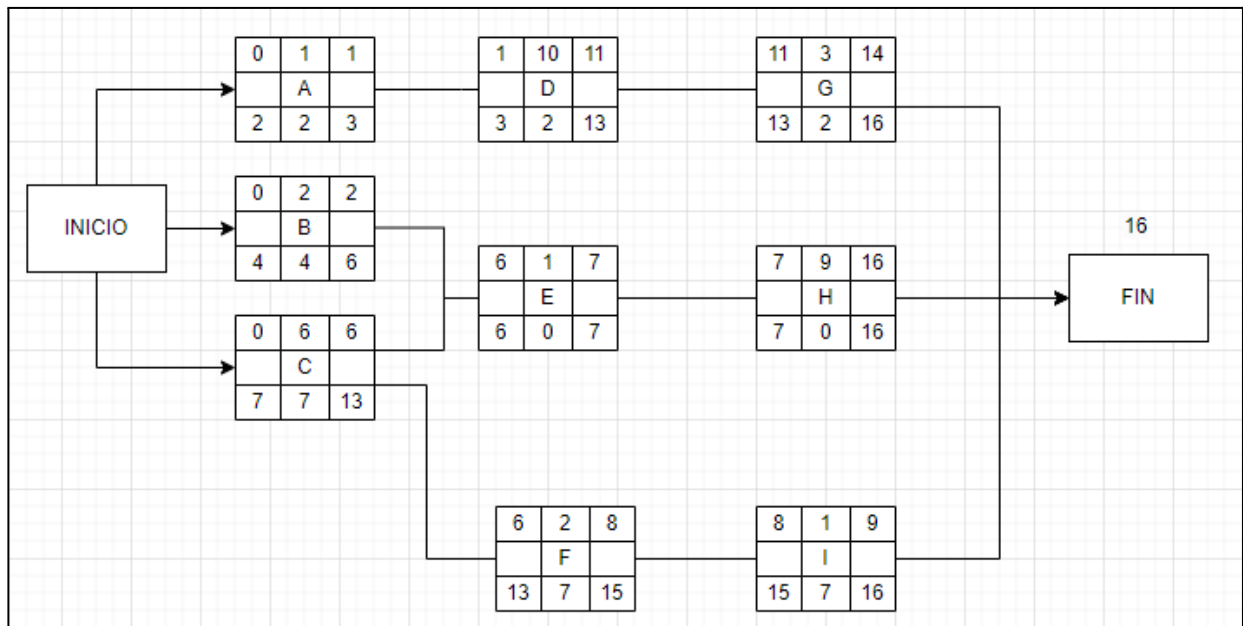 0 1 1
A
2 2 3
1 10 11
D
3 2 13
11 3 14
G
13 2 16
INICIO
0 2 2
B
4 4 6
0 6 6
C
7 7 13
6 1 7
E
6 0 7
7 9 16
H
7 0 16
16
FIN
6 2 8
F
13 7 15
8 1 9
I
15 7 16